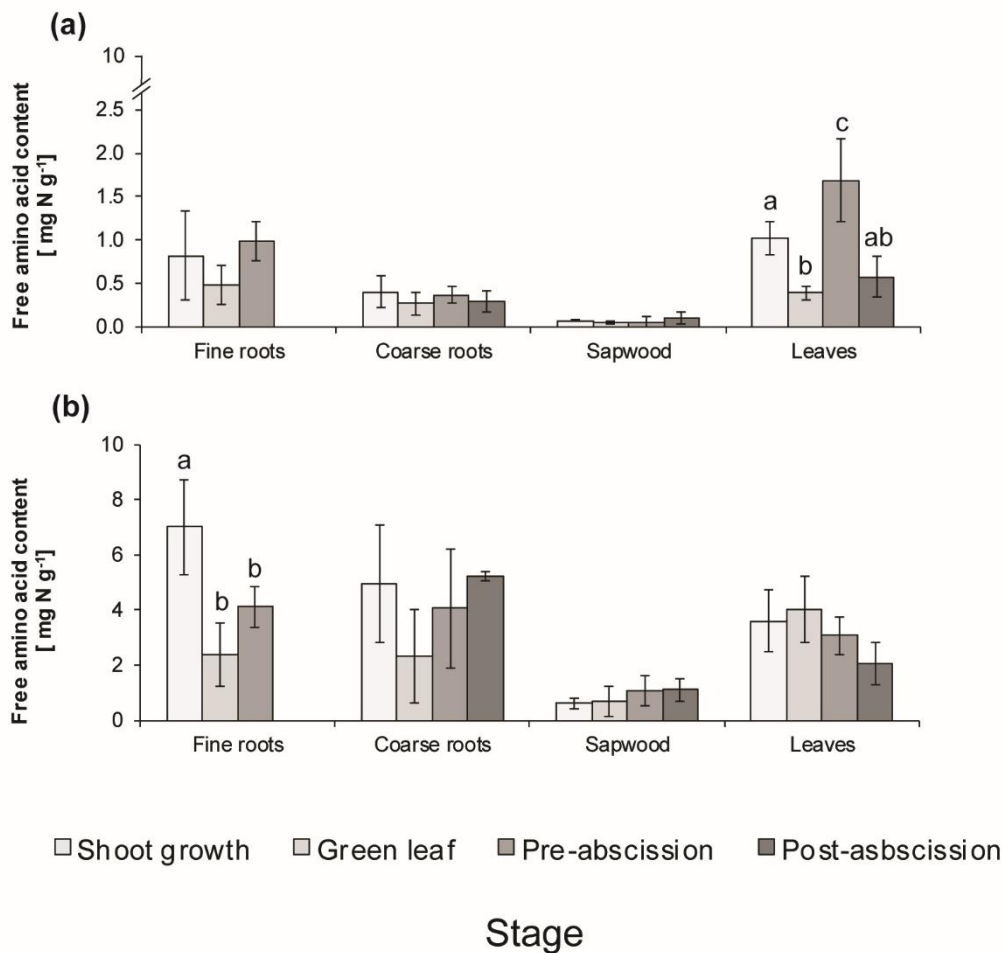 (a)
Free amino acid content
[ mg N g-1]
10
2.5
2.0
1.5
1.0
0.5
0.0
a
b
c
ab
Fine roots Coarse roots Sapwood Leaves
(b)
Free amino acid content
[ mg N g-1]
10
8
6
4
2
0
a
b
b
Fine roots Coarse roots Sapwood Leaves
Shoot growth Green leaf Pre-abscission Post-asbscission
Stage